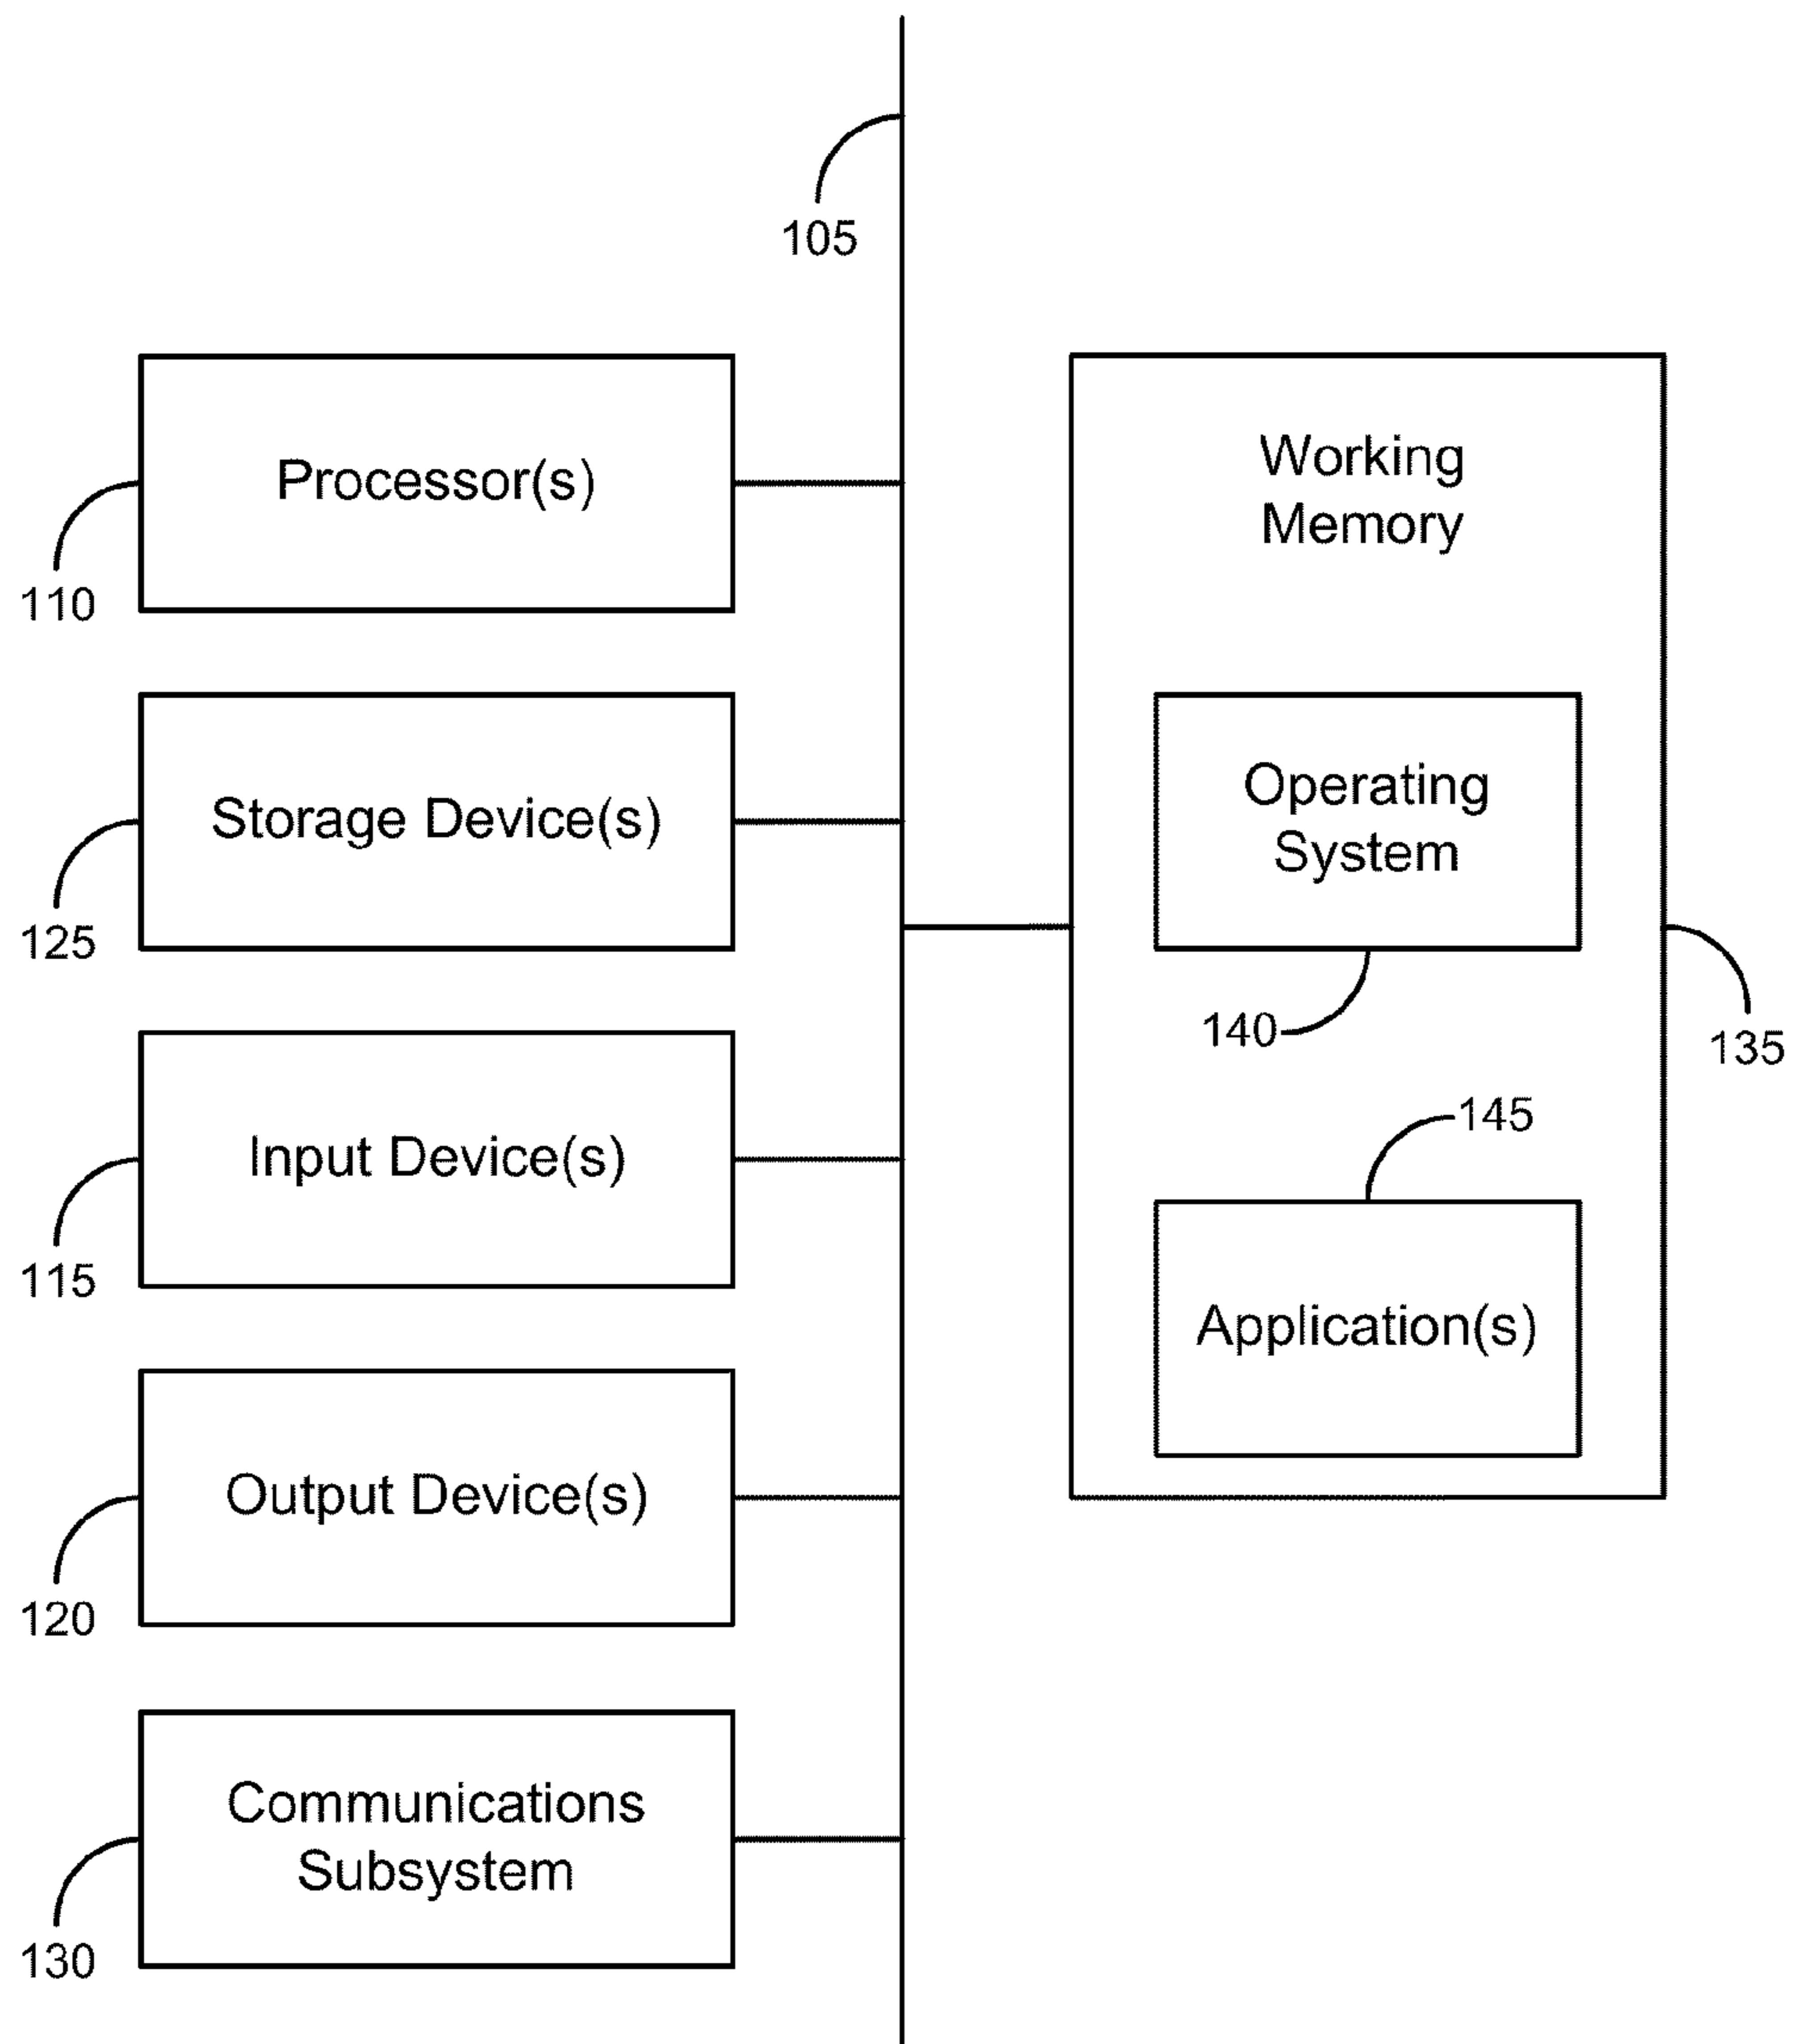 105
Processor(s)
110
Storage Device(s)
125
Input Device(s)
115
Output Device(s)
120
Communications
Subsystem
130
Working
Memory
Operating
System
140
135
145
Application(s)